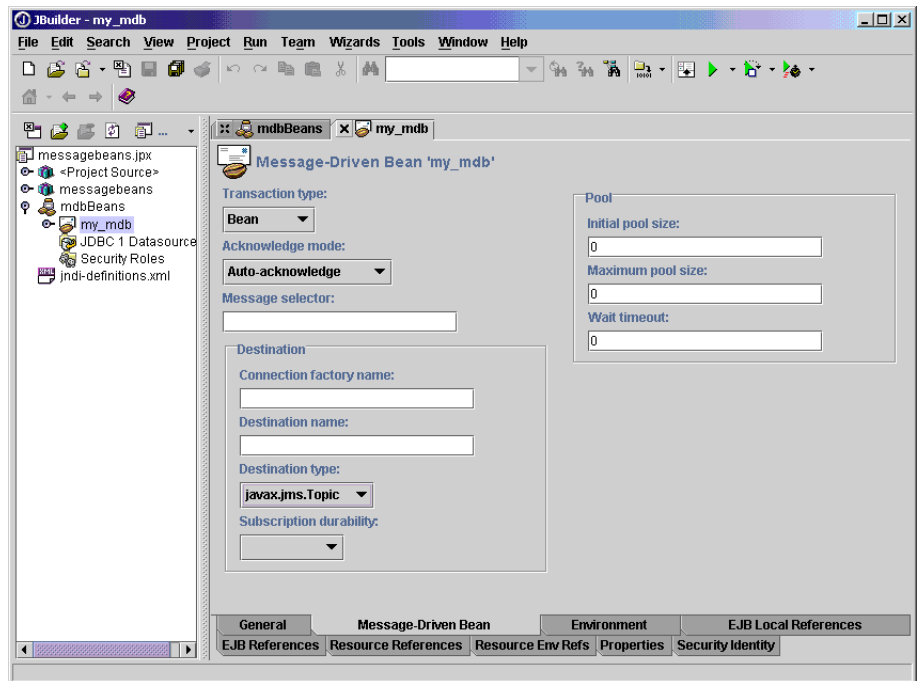 JBuilder - my_mdb
File Edit Search View Project Run Team Wizards Tools Window Help
mdbBeans my_mdb
messagebeans.jpx
<Project Source>
messagebeans
mdbBeans
my_mdb
JDBC 1 Datasource
Security Roles
jndi-definitions.xml
Message-Driven Bean 'my_mdb'
Transaction type:
Bean
Acknowledge mode:
Auto-acknowledge
Message selector:
Destination
Connection factory name:
Destination name:
Destination type:
javax.jms.Topic
Subscription durability:
Pool
Initial pool size:
0
Maximum pool size:
0
Wait timeout:
0
General Message-Driven Bean Environment EJB Local References
EJB References Resource References Resource Env Refs Properties Security Identity